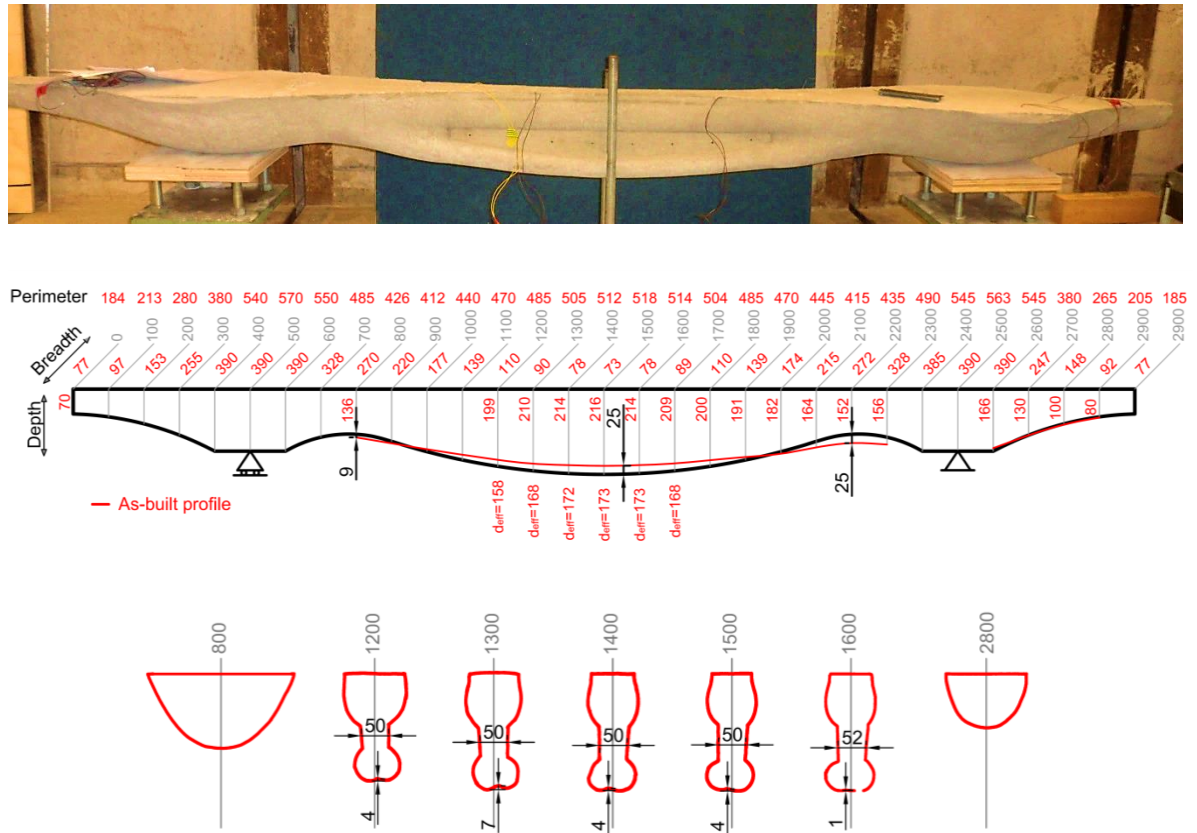 Perimeter 184 213 280 380 540 570 550 485 426 412 440 470 485 505 512 518 514 504 485 470 445 415 435 490 545 563 545 380 265 205 185
0 100 200 300 400 500 600 700 800 900 1000 1100 1200 1300 1400 1500 1600 1700 1800 1900 2000 2100 2200 2300 2400 2500 2600 2700 2800 2900 2900
Breadth
77 97 153 255 390 390 390 328 270 220 177 139 110 90 78 73 78 89 110 139 174 215 272 328 385 390 390 247 148 92 77
Depth
70 136 199 210 214 216 214 209 200 191 182 164 152 156 166 130 100 80
25
9
25
deff=158 deff=168 deff=172 deff=173 deff=173 deff=168
As-built profile
800 1200 1300 1400 1500 1600 2800
50 50 50 50 52
4 7 4 4 1